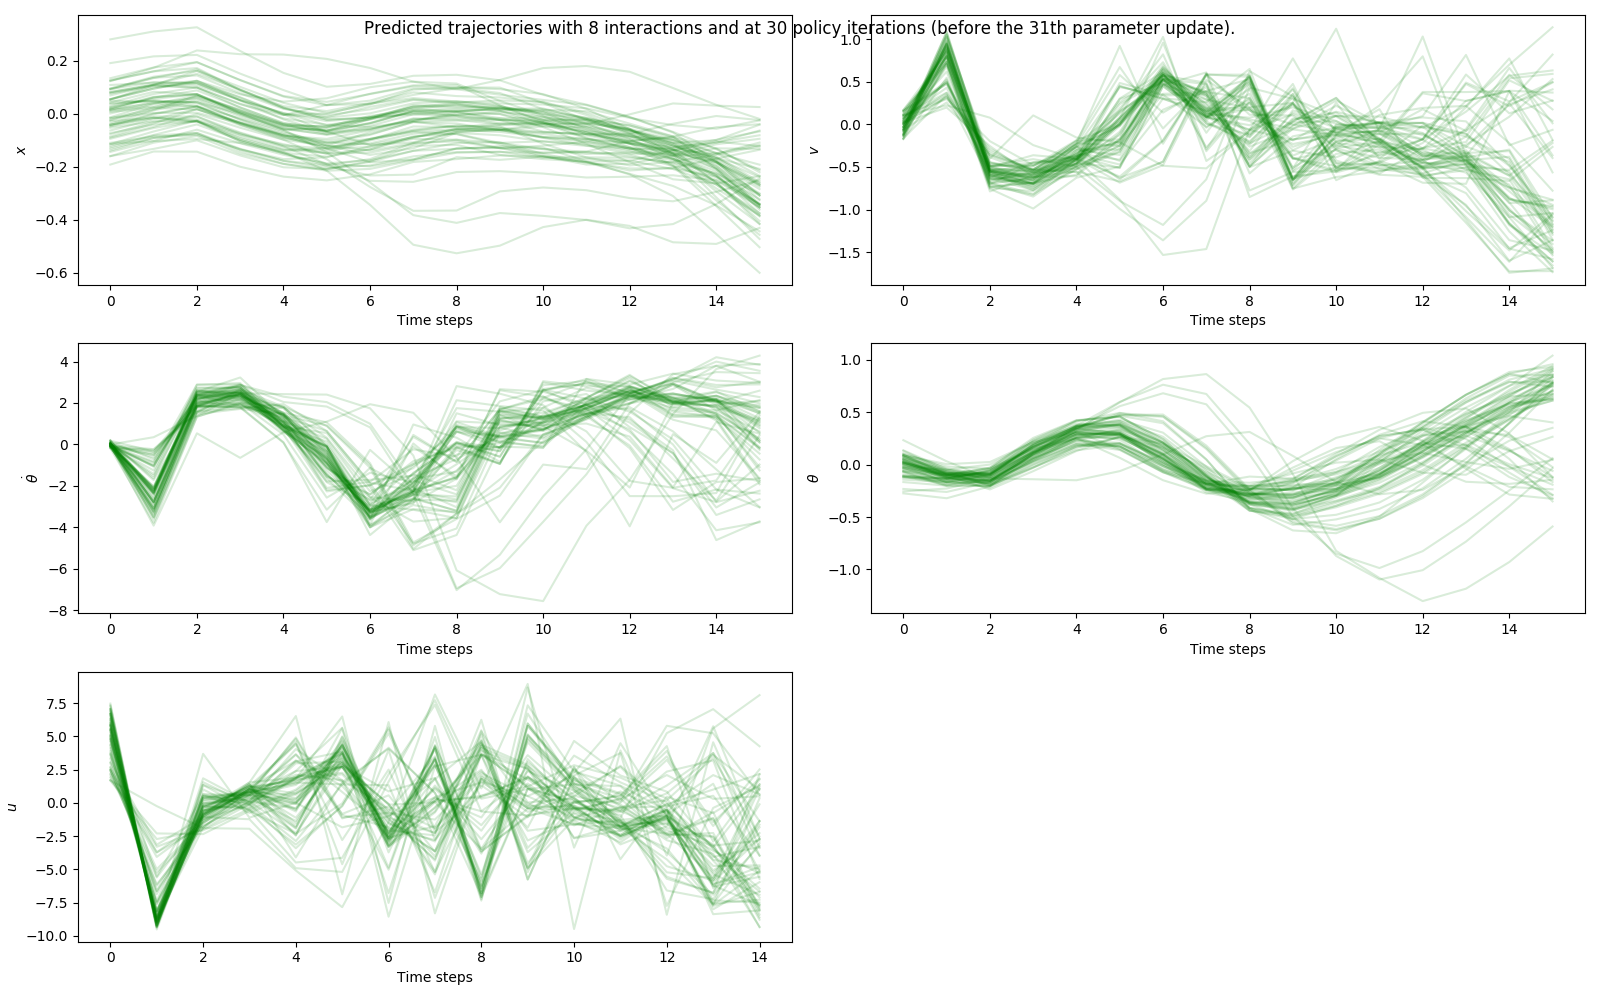 Predicted trajectories with 8 interactions and at 30 policy iterations (before the 31th parameter update).
0.2
0.0
−0.2
−0.4
−0.6
x
0 2 4 6 8 10 12 14
Time steps
1.0
0.5
0.0
−0.5
−1.0
−1.5
v
0 2 4 6 8 10 12 14
Time steps
4
2
0
−2
−4
−6
−8
θ̇
0 2 4 6 8 10 12 14
Time steps
1.0
0.5
0.0
−0.5
−1.0
θ
0 2 4 6 8 10 12 14
Time steps
7.5
5.0
2.5
0.0
−2.5
−5.0
−7.5
−10.0
u
0 2 4 6 8 10 12 14
Time steps